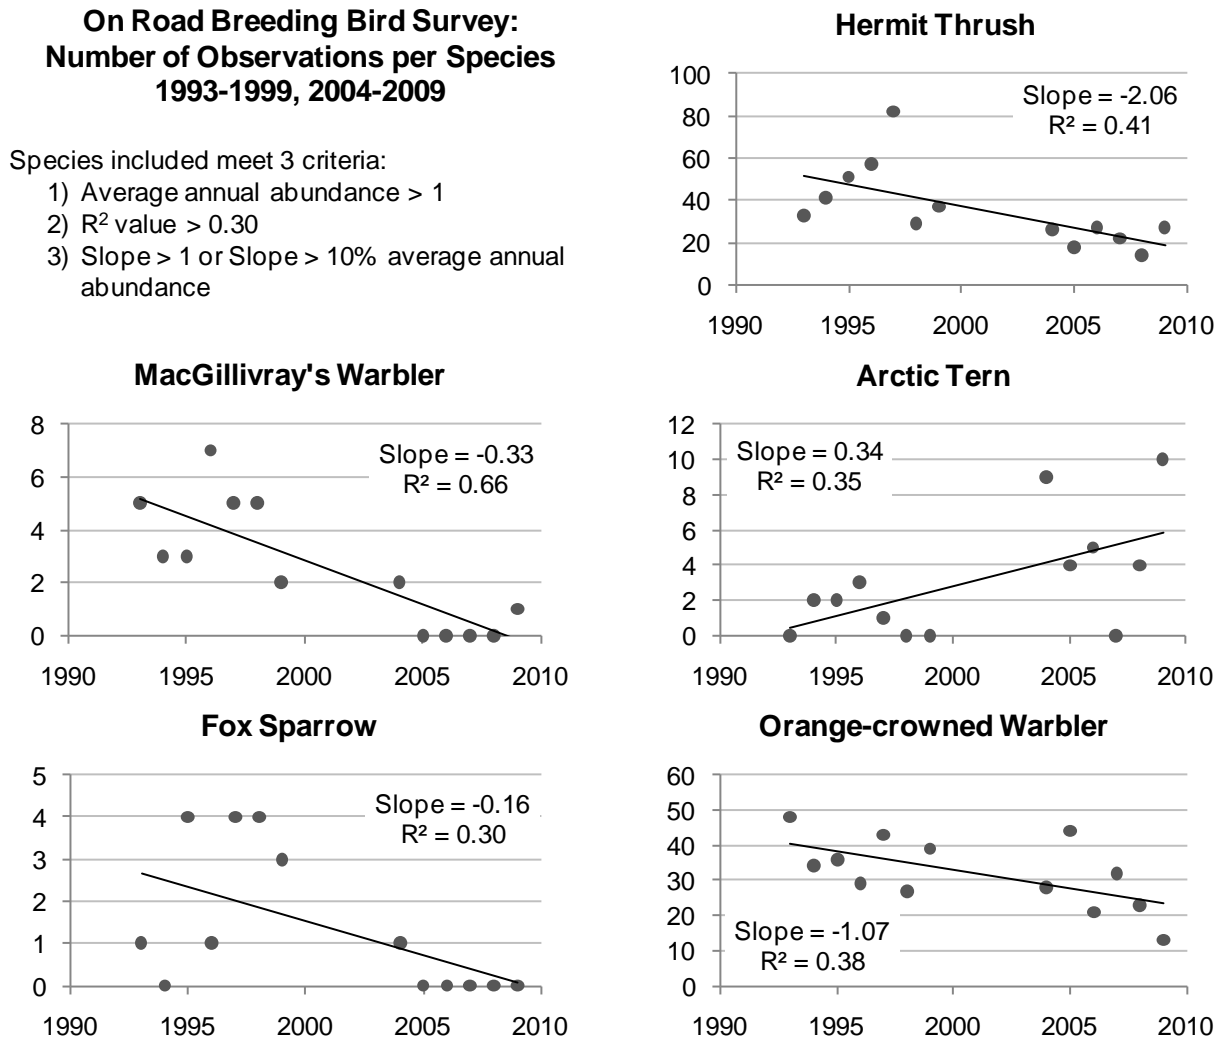 On Road Breeding Bird Survey:
Number of Observations per Species
1993-1999, 2004-2009
Species included meet 3 criteria:
1) Average annual abundance > 1
2) R² value > 0.30
3) Slope > 1 or Slope > 10% average annual
abundance
Hermit Thrush
100
80
60
40
20
0
Slope = -2.06
R² = 0.41
1990 1995 2000 2005 2010
MacGillivray's Warbler
8
6
4
2
0
Slope = -0.33
R² = 0.66
1990 1995 2000 2005 2010
Arctic Tern
12
10
8
6
4
2
0
Slope = 0.34
R² = 0.35
1990 1995 2000 2005 2010
Fox Sparrow
5
4
3
2
1
0
Slope = -0.16
R² = 0.30
1990 1995 2000 2005 2010
Orange-crowned Warbler
60
50
40
30
20
10
0
Slope = -1.07
R² = 0.38
1990 1995 2000 2005 2010